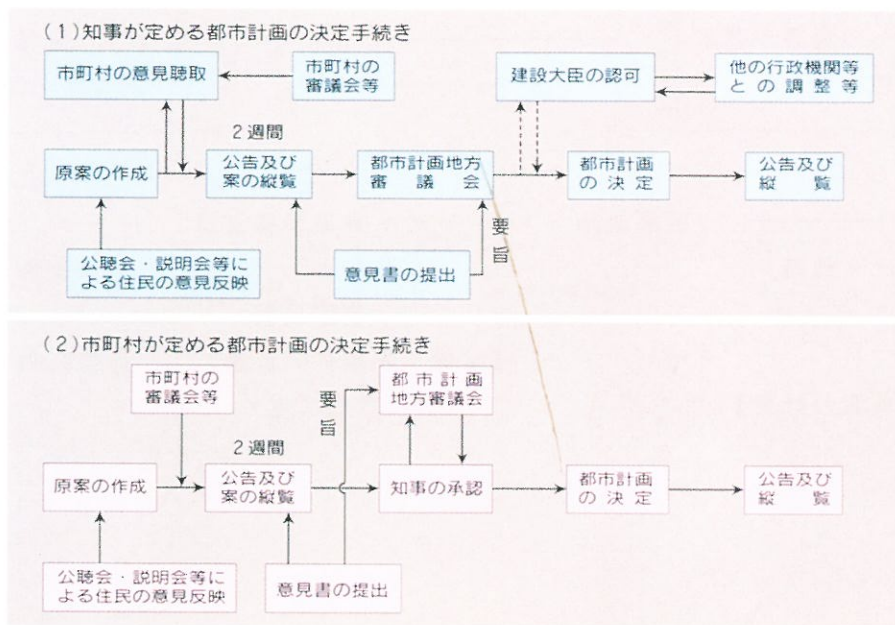 (1)知事が定める都市計画の決定手続き
市町村の意見聴取
市町村の
審議会等
建設大臣の認可
他の行政機関等
との調整等
2週間
原案の作成
公告及び
案の縦覧
都市計画地方
審議会
都市計画
の決定
公告及び
縦覧
要旨
公聴会・説明会等に
よる住民の意見反映
意見書の提出
(2)市町村が定める都市計画の決定手続き
市町村の
審議会等
要旨
都市計画
地方審議会
2週間
原案の作成
公告及び
案の縦覧
知事の承認
都市計画
の決定
公告及び
縦覧
公聴会・説明会等に
よる住民の意見反映
意見書の提出